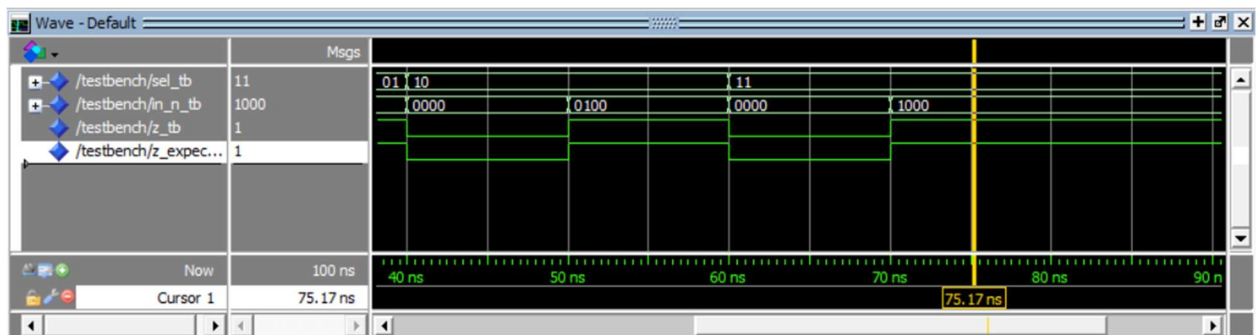 Wave - Default
Msgs
/testbench/sel_tb 11 01 10 11
/testbench/in_n_tb 1000 0000 0100 0000 1000
/testbench/z_tb 1
/testbench/z_expec... 1
Now 100 ns 40 ns 50 ns 60 ns 70 ns 80 ns 90 n
Cursor 1 75.17 ns 75.17 ns